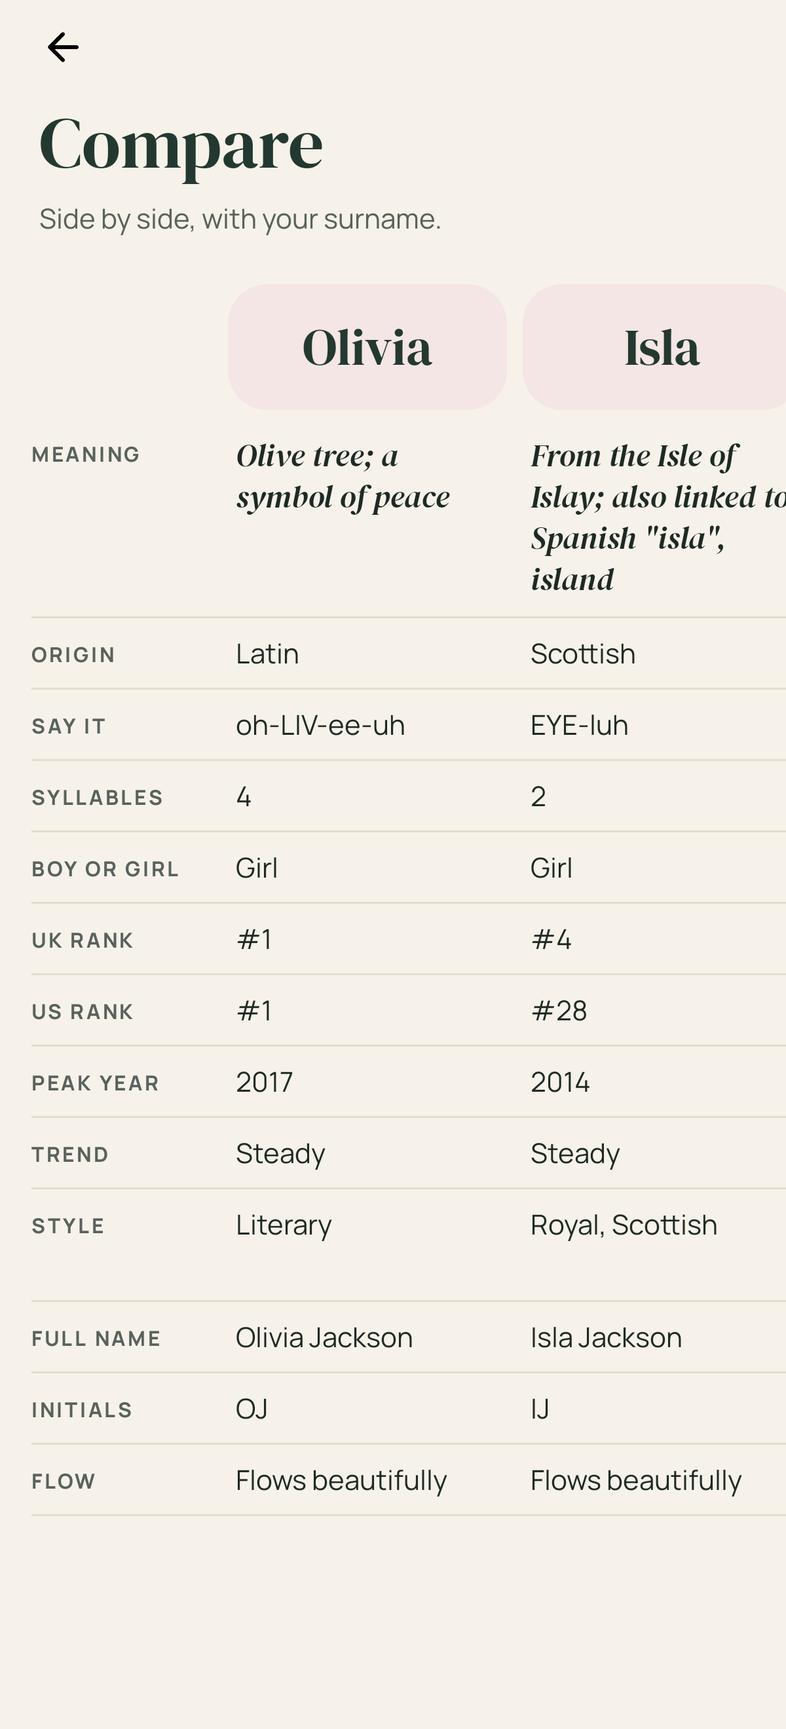 Compare
Side by side, with your surname.
Olivia Isla
MEANING Olive tree; a From the Isle of
symbol of peace Islay; also linked to
Spanish "isla",
island
ORIGIN Latin Scottish
SAY IT oh-LIV-ee-uh EYE-luh
SYLLABLES 4 2
BOY OR GIRL Girl Girl
UK RANK #1 #4
US RANK #1 #28
PEAK YEAR 2017 2014
TREND Steady Steady
STYLE Literary Royal, Scottish
FULL NAME Olivia Jackson Isla Jackson
INITIALS OJ IJ
FLOW Flows beautifully Flows beautifully